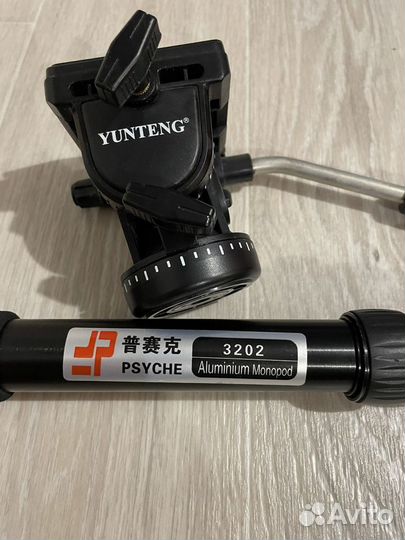 YUNTENG®
普赛克
PSYCHE
3202
Aluminium Monopod
Avito